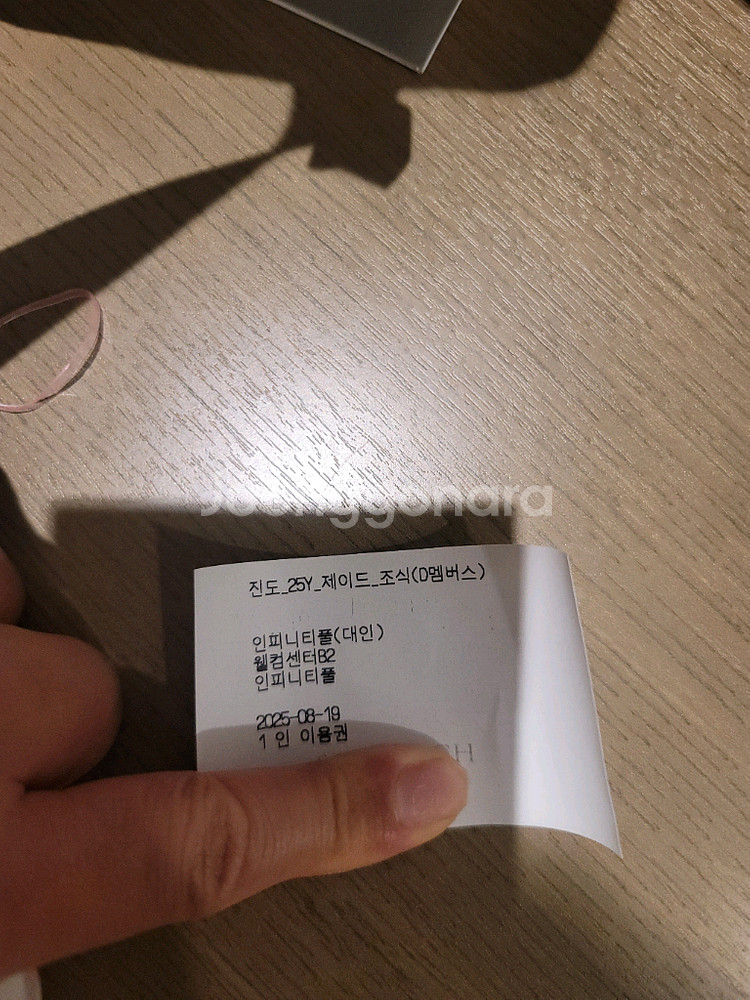 Joonggonara
진도_25Y_제이드_조식(D멤버스)
인피니티풀(대인)
웰컴센터B2
인피니티풀
2025-08-19
1 인 이용권